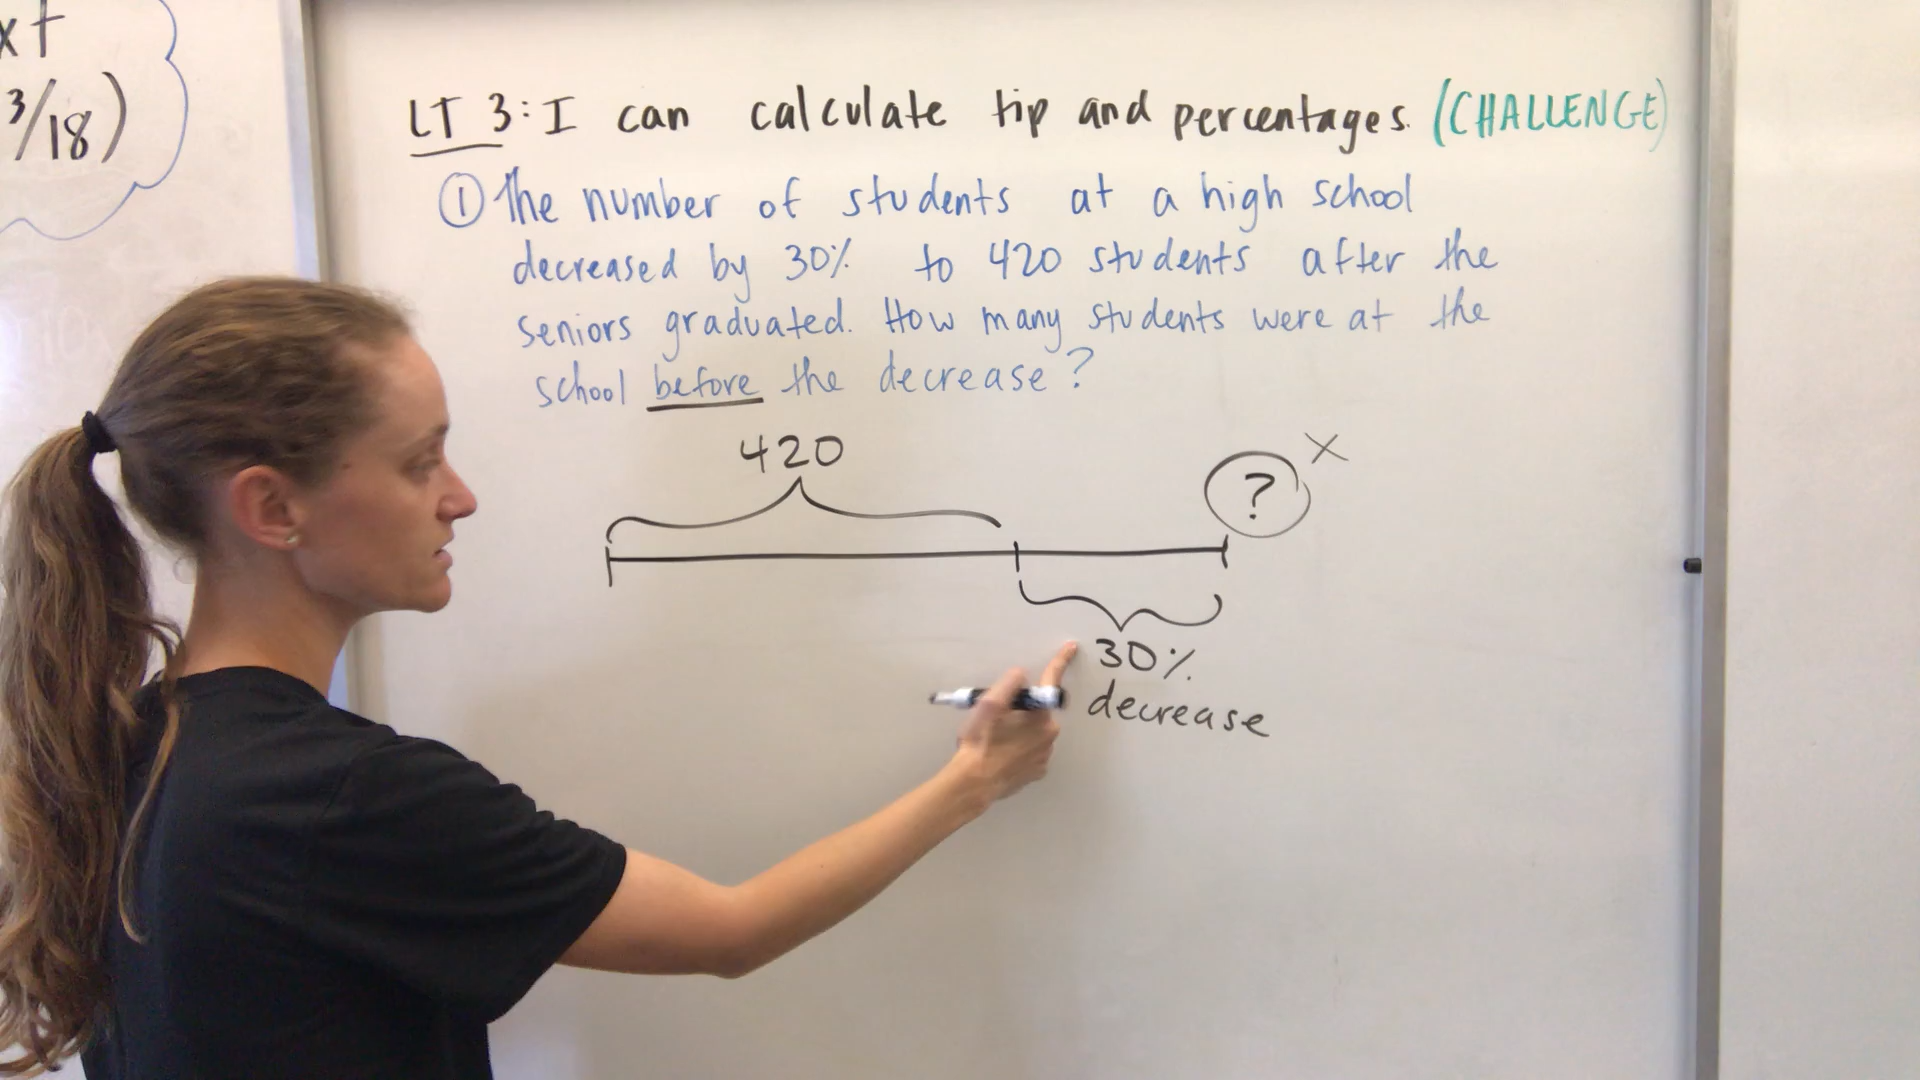 xt
3/18)
LT 3: I can calculate tip and percentages. (CHALLENGE)
① The number of students at a high school
decreased by 30% to 420 students after the
seniors graduated. How many students were at the
school before the decrease?
420
? x
30%
decrease